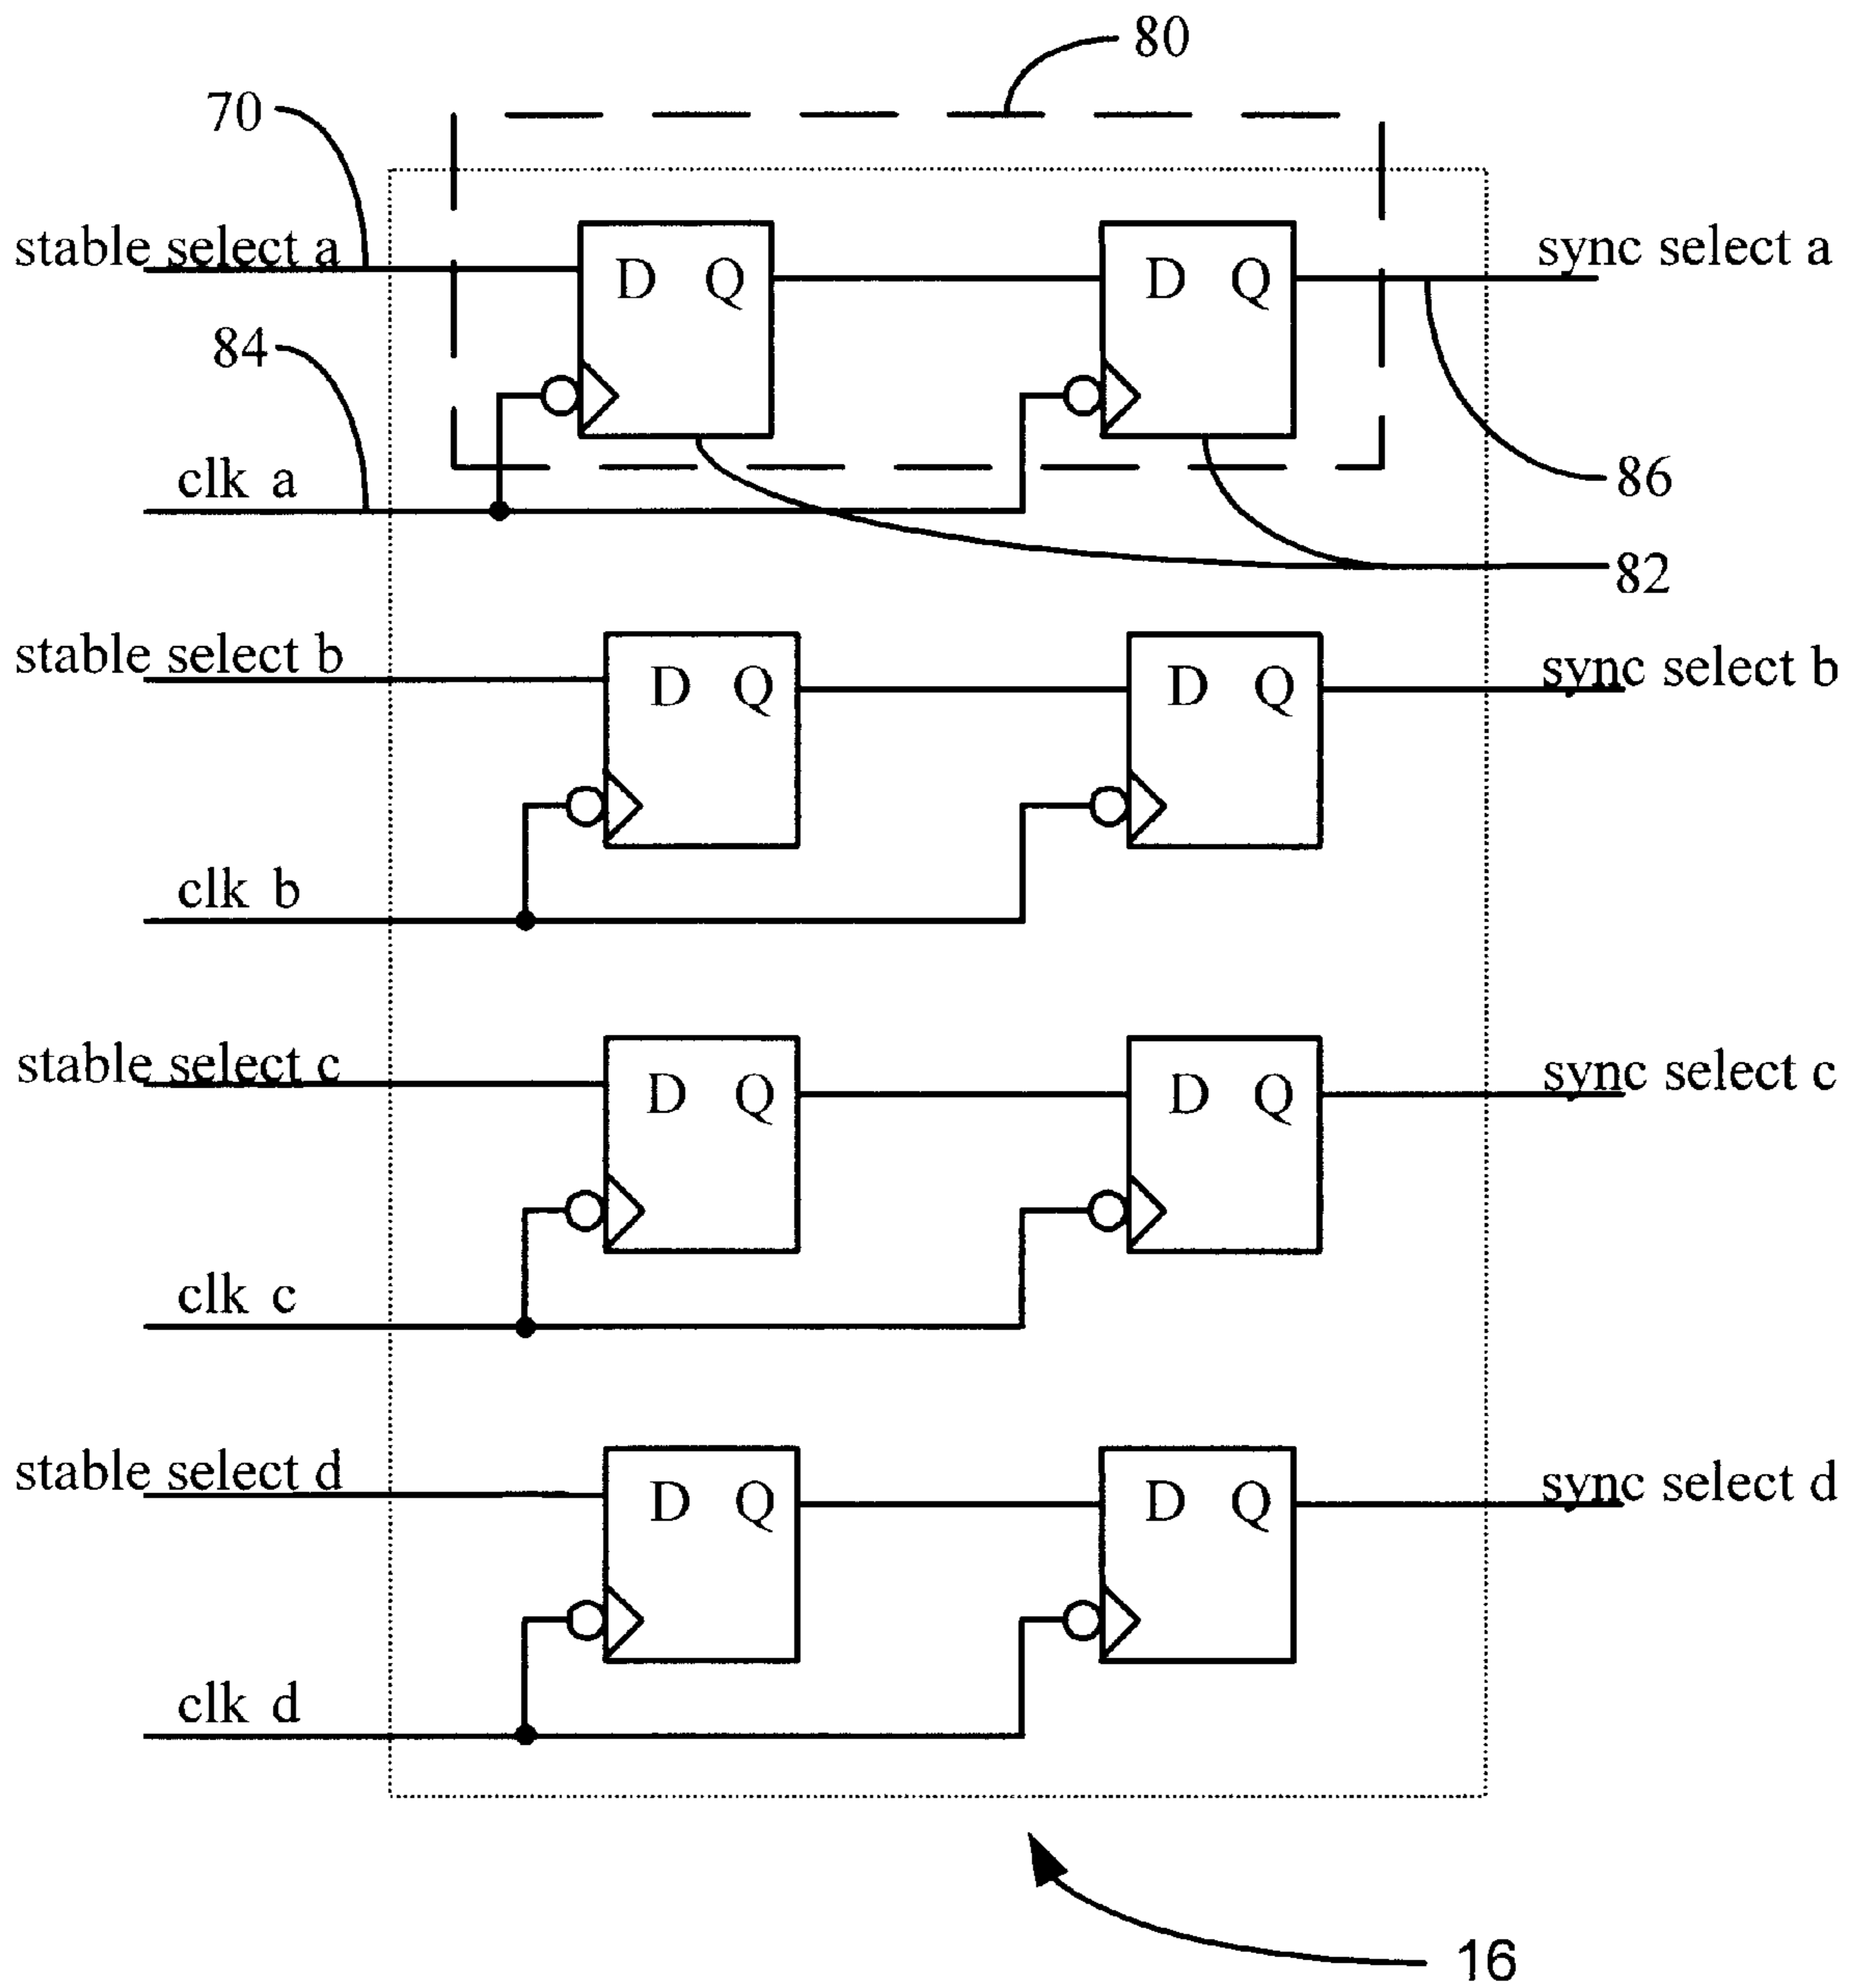 80
70
stable select a
D Q
D Q
sync select a
84
clk a
86
82
stable select b
D Q
D Q
sync select b
clk b
stable select c
D Q
D Q
sync select c
clk c
stable select d
D Q
D Q
sync select d
clk d
16